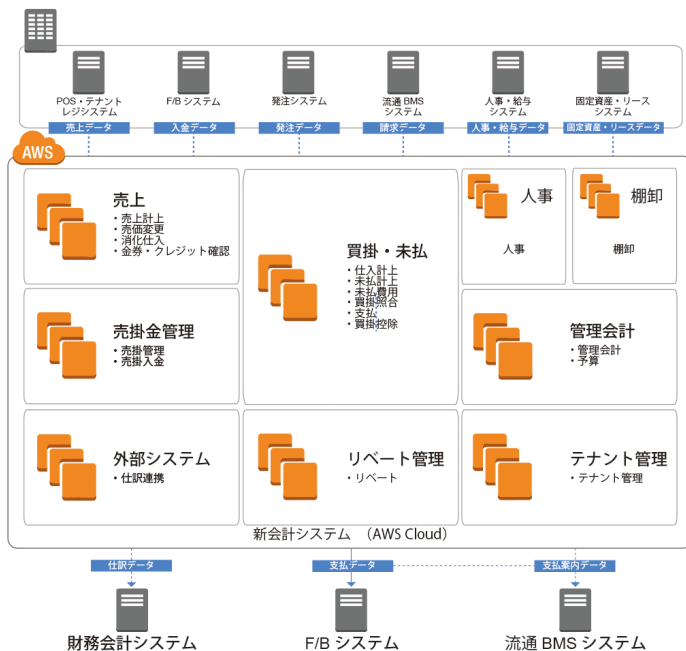 POS・テナント
レジシステム
F/B システム
発注システム
流通 BMS
システム
人事・給与
システム
固定資産・リース
システム
売上データ
入金データ
発注データ
請求データ
人事・給与データ
固定資産・リースデータ
AWS
売上
・売上計上
・売価変更
・消化仕入
・金券・クレジット確認
買掛・未払
・仕入計上
・未払計上
・未払費用
・買掛照合
・支払
・買掛控除
人事
人事
棚卸
棚卸
売掛金管理
・売掛管理
・売掛入金
管理会計
・管理会計
・予算
外部システム
・仕訳連携
リベート管理
・リベート
テナント管理
・テナント管理
新会計システム (AWS Cloud)
仕訳データ
支払データ
支払案内データ
財務会計システム
F/B システム
流通 BMS システム